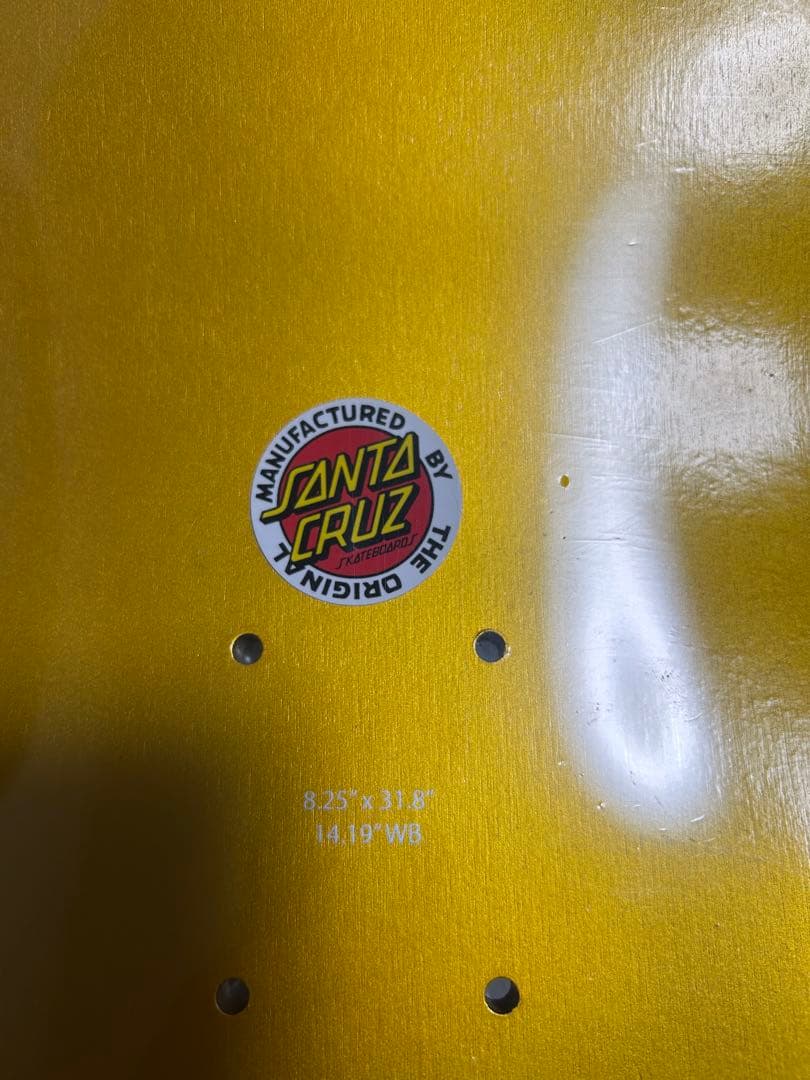 MANUFACTURED BY THE ORIGINAL
SANTA
CRUZ
SKATEBOARDS
8.25" x 31.8"
14.19" WB